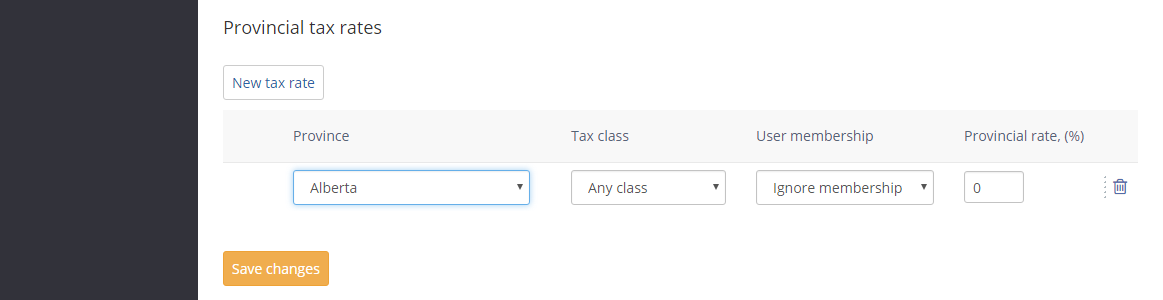 Provincial tax rates
New tax rate
Province Tax class User membership Provincial rate, (%)
Alberta Any class Ignore membership 0
Save changes